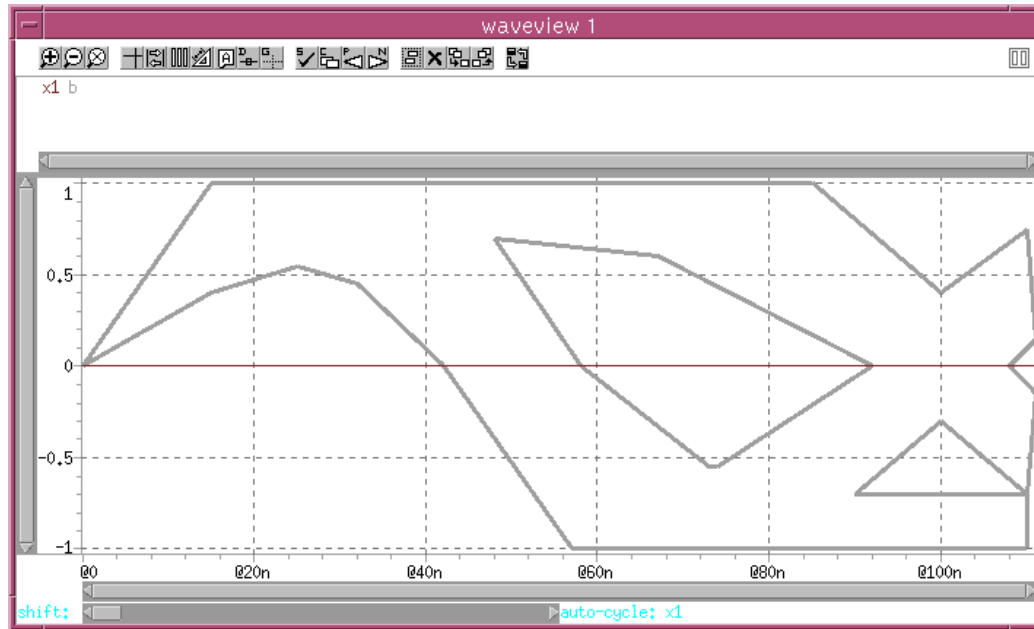 waveview 1
S E P N
A D G
x1 b
1
0.5
0
-0.5
-1
@0 @20n @40n @60n @80n @100n
shift: auto-cycle: x1